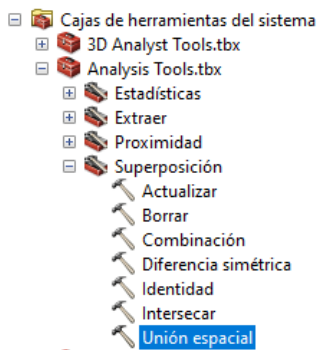 Cajas de herramientas del sistema
3D Analyst Tools.tbx
Analysis Tools.tbx
Estadísticas
Extraer
Proximidad
Superposición
Actualizar
Borrar
Combinación
Diferencia simétrica
Identidad
Intersecar
Unión espacial